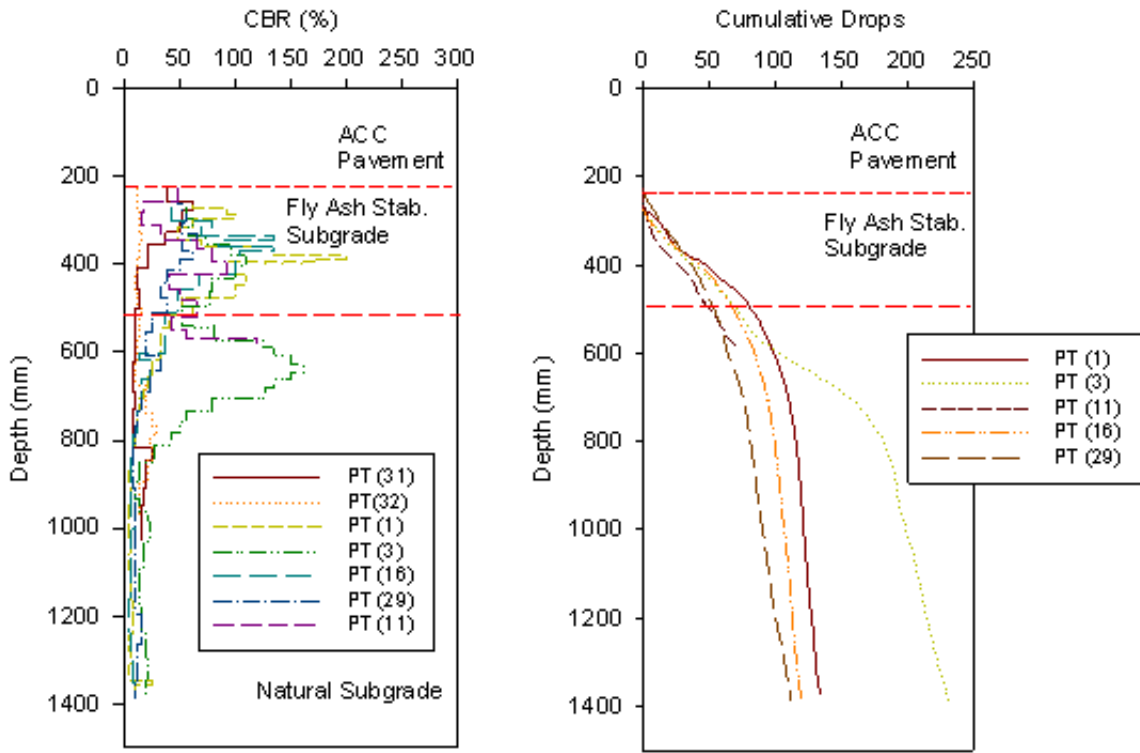 CBR (%)
0 50 100 150 200 250 300
0
200
400
600
800
1000
1200
1400
Depth (mm)
ACC
Pavement
Fly Ash Stab.
Subgrade
PT (31)
PT(32)
PT (1)
PT (3)
PT (16)
PT (29)
PT (11)
Natural Subgrade
Cumulative Drops
0 50 100 150 200 250
0
200
400
600
800
1000
1200
1400
Depth (mm)
ACC
Pavement
Fly Ash Stab.
Subgrade
PT (1)
PT (3)
PT (11)
PT (16)
PT (29)